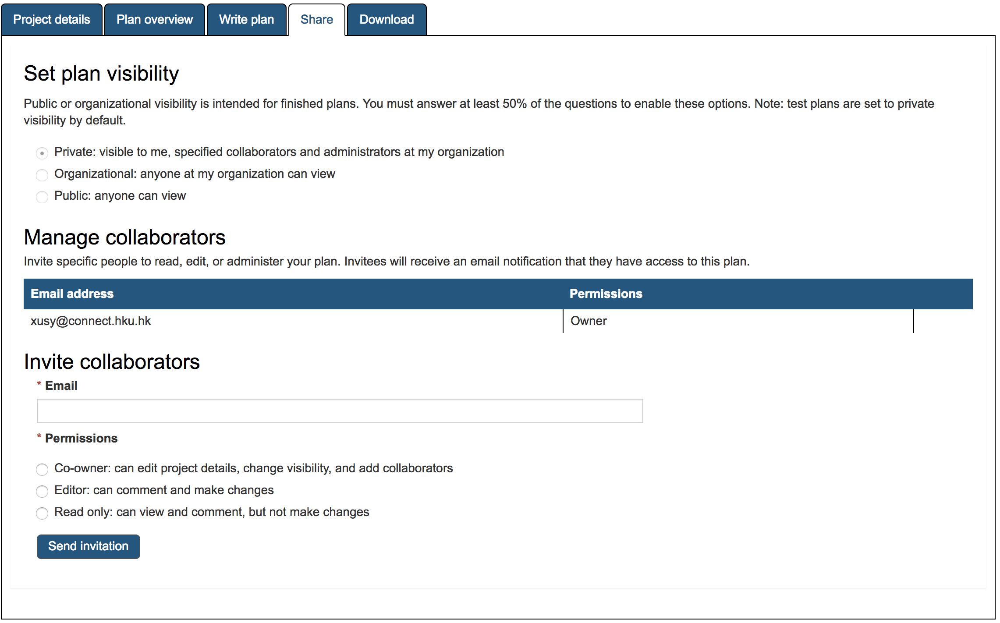 Project details
Plan overview
Write plan
Share
Download
Set plan visibility
Public or organizational visibility is intended for finished plans. You must answer at least 50% of the questions to enable these options. Note: test plans are set to private
visibility by default.
Private: visible to me, specified collaborators and administrators at my organization
Organizational: anyone at my organization can view
Public: anyone can view
Manage collaborators
Invite specific people to read, edit, or administer your plan. Invitees will receive an email notification that they have access to this plan.
Email address
Permissions
xusy@connect.hku.hk
Owner
Invite collaborators
* Email
* Permissions
Co-owner: can edit project details, change visibility, and add collaborators
Editor: can comment and make changes
Read only: can view and comment, but not make changes
Send invitation